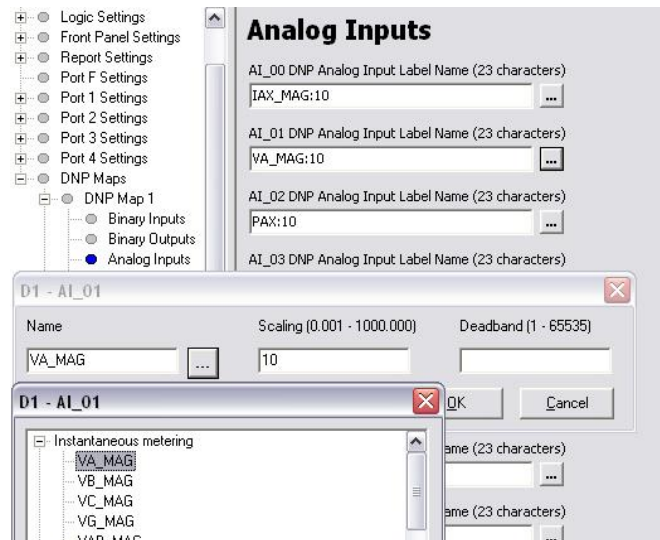 Logic Settings
Front Panel Settings
Report Settings
Port F Settings
Port 1 Settings
Port 2 Settings
Port 3 Settings
Port 4 Settings
DNP Maps
DNP Map 1
Binary Inputs
Binary Outputs
Analog Inputs
Analog Inputs
AI_00 DNP Analog Input Label Name (23 characters)
IAX_MAG:10
...
AI_01 DNP Analog Input Label Name (23 characters)
VA_MAG:10
...
AI_02 DNP Analog Input Label Name (23 characters)
PAX:10
...
AI_03 DNP Analog Input Label Name (23 characters)
D1 - AI_01
Name Scaling (0.001 - 1000.000) Deadband (1 - 65535)
VA_MAG ... 10
OK Cancel
D1 - AI_01
Instantaneous metering
VA_MAG
VB_MAG
VC_MAG
VG_MAG
VAB_MAG
ame (23 characters)
...
ame (23 characters)
...